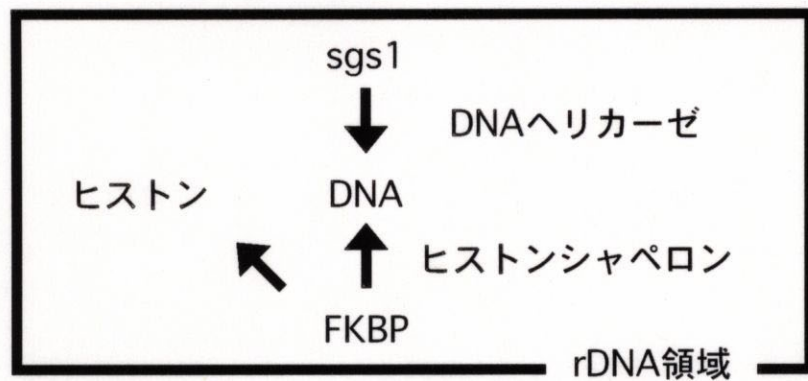 sgs1
DNAヘリカーゼ
ヒストン
DNA
ヒストンシャペロン
FKBP
rDNA領域